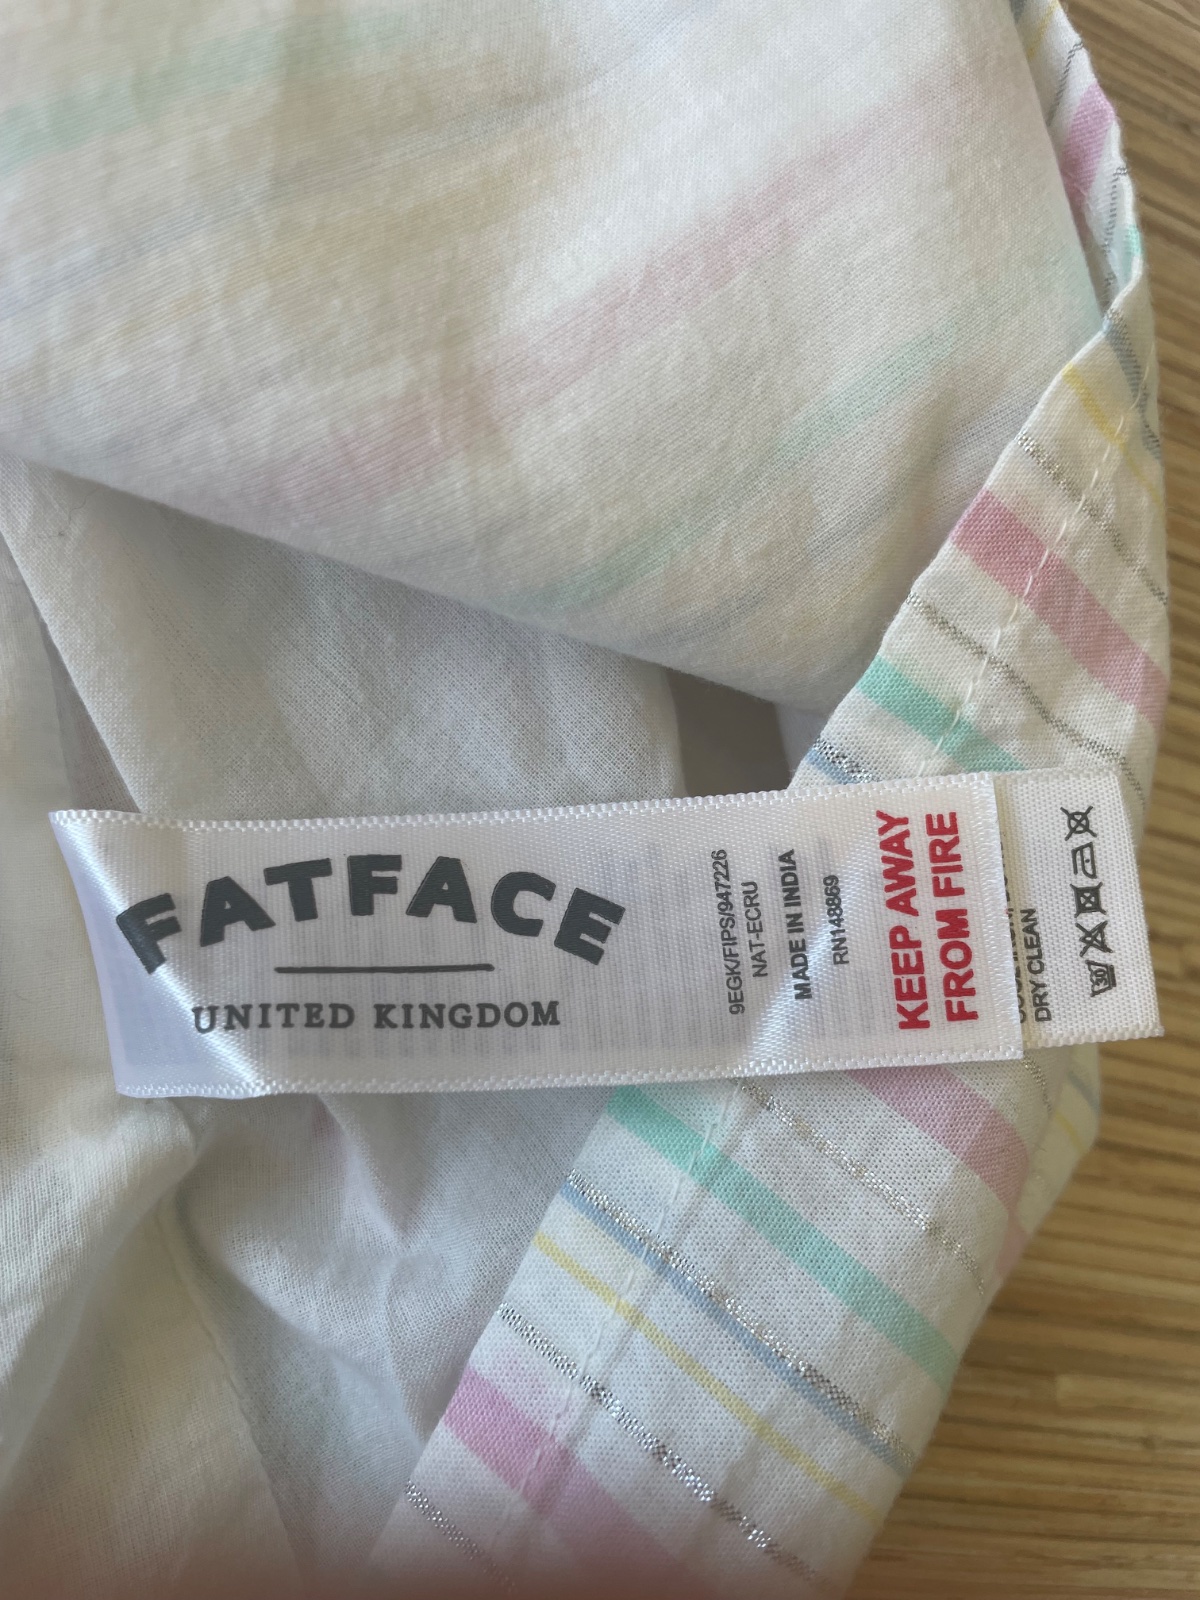 FATFACE
UNITED KINGDOM
9EGK/FIPS/947226
NAT-ECRU
MADE IN INDIA
RN148869
KEEP AWAY
FROM FIRE
DRY CLEAN